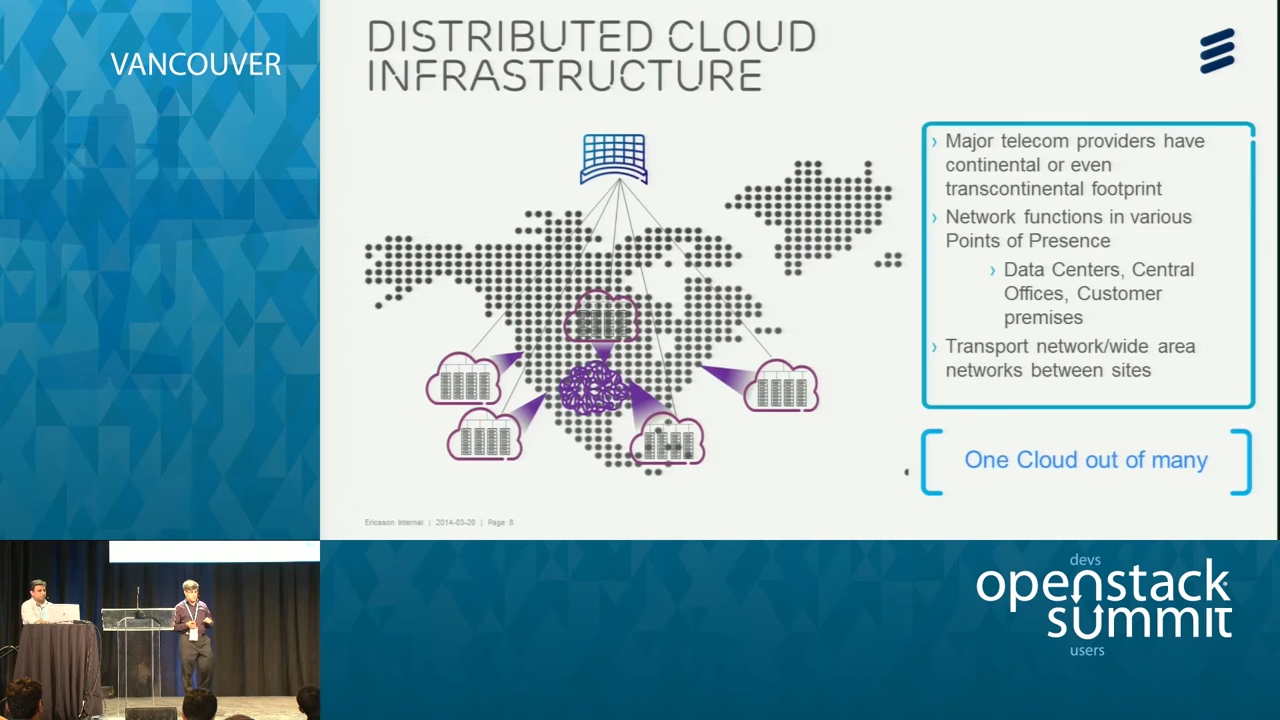 VANCOUVER
DISTRIBUTED CLOUD
INFRASTRUCTURE
› Major telecom providers have
continental or even
transcontinental footprint
› Network functions in various
Points of Presence
› Data Centers, Central
Offices, Customer
premises
› Transport network/wide area
networks between sites
One Cloud out of many
Ericsson Internal | 2014-03-20 | Page 8
devs
openstack
summit
users